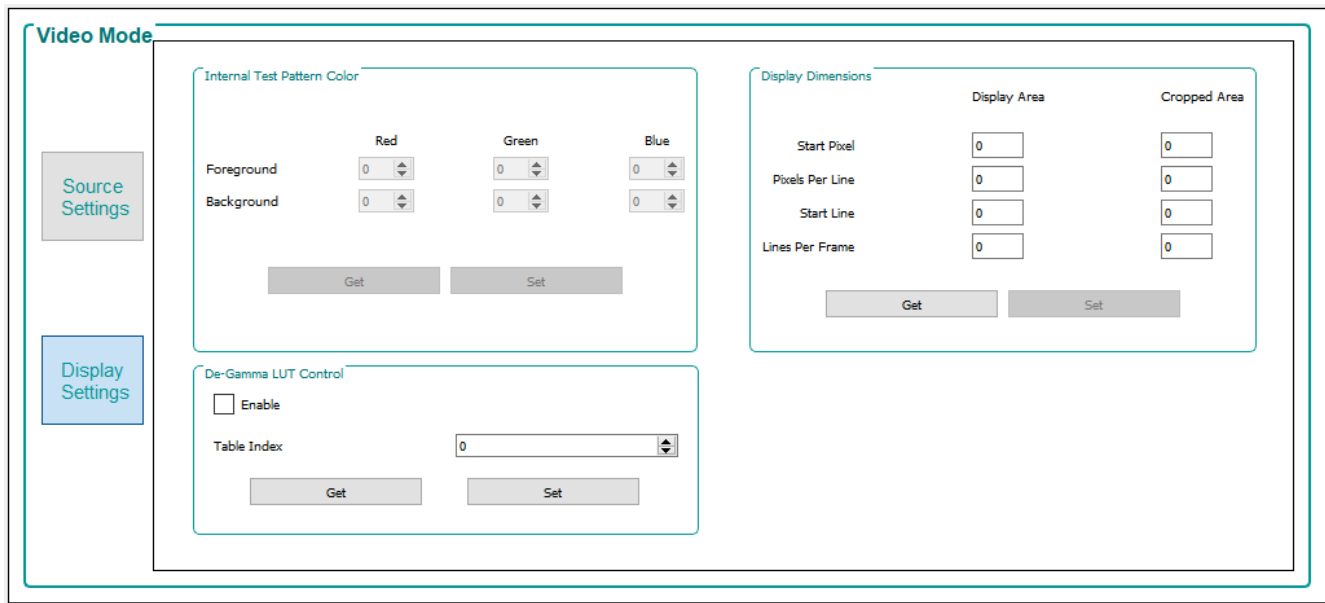 Video Mode
Source
Settings
Display
Settings
Internal Test Pattern Color
Red Green Blue
Foreground 0 0 0
Background 0 0 0
Get Set
De-Gamma LUT Control
Enable
Table Index 0
Get Set
Display Dimensions
Display Area Cropped Area
Start Pixel 0 0
Pixels Per Line 0 0
Start Line 0 0
Lines Per Frame 0 0
Get Set